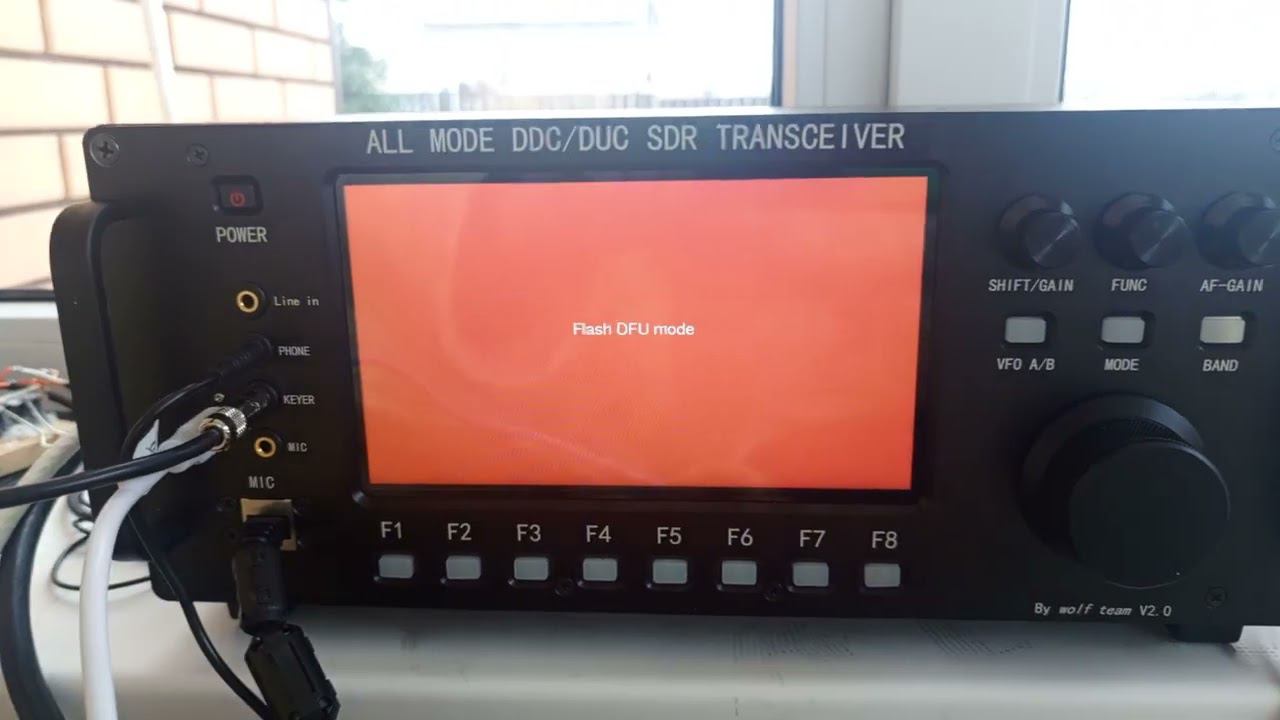 ALL MODE DDC/DUC SDR TRANSCEIVER
POWER
Line in
PHONE
KEYER
MIC
MIC
Flash DFU mode
F1 F2 F3 F4 F5 F6 F7 F8
SHIFT/GAIN FUNC AF-GAIN
VFO A/B MODE BAND
By wolf team V2.0